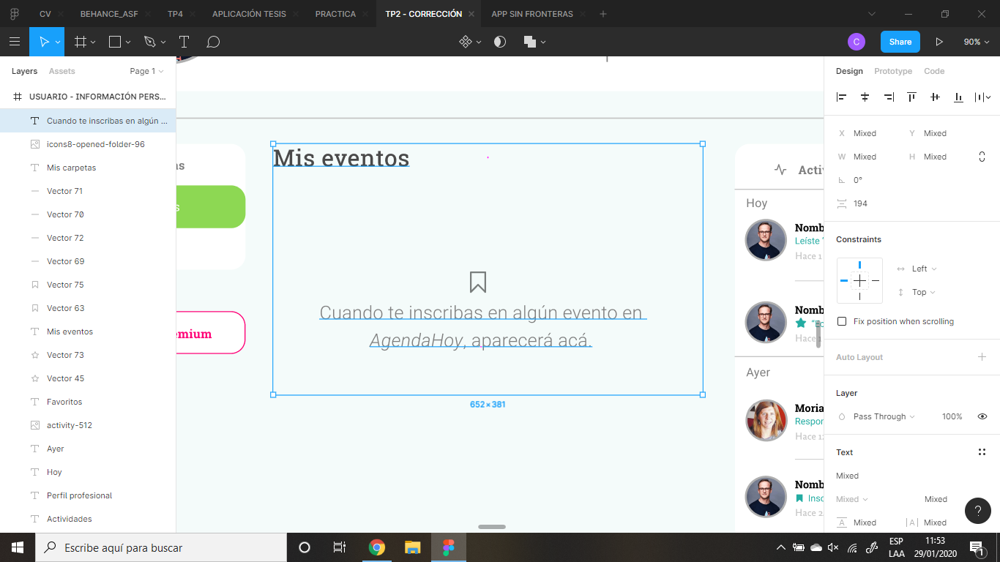 CV
BEHANCE_ASF
TP4
APLICACIÓN TESIS
PRACTICA
TP2 - CORRECCIÓN
APP SIN FRONTERAS
C
Share
90%
Layers
Assets
Page 1
USUARIO - INFORMACIÓN PERS...
Cuando te inscribas en algún ...
icons8-opened-folder-96
Mis carpetas
Vector 71
Vector 70
Vector 72
Vector 69
Vector 75
Vector 63
Mis eventos
Vector 73
Vector 45
Favoritos
activity-512
Ayer
Hoy
Perfil profesional
Actividades
as
s
emium
Mis eventos
Cuando te inscribas en algún evento en
AgendaHoy, aparecerá acá.
652 × 381
Activ
Hoy
Nomb
Leíste "
Hace 1
Nomb
Hace 1
Ayer
Moria
Respor
Hace 12
Nomb
Insc
Hace 2
Design
Prototype
Code
X Mixed
Y Mixed
W Mixed
H Mixed
0°
194
Constraints
Left
Top
Fix position when scrolling
Auto Layout
Layer
Pass Through
100%
Text
Mixed
Mixed
Mixed
A Mixed
|A| Mixed
?
Escribe aquí para buscar
ESP
LAA
11:53
29/01/2020
1